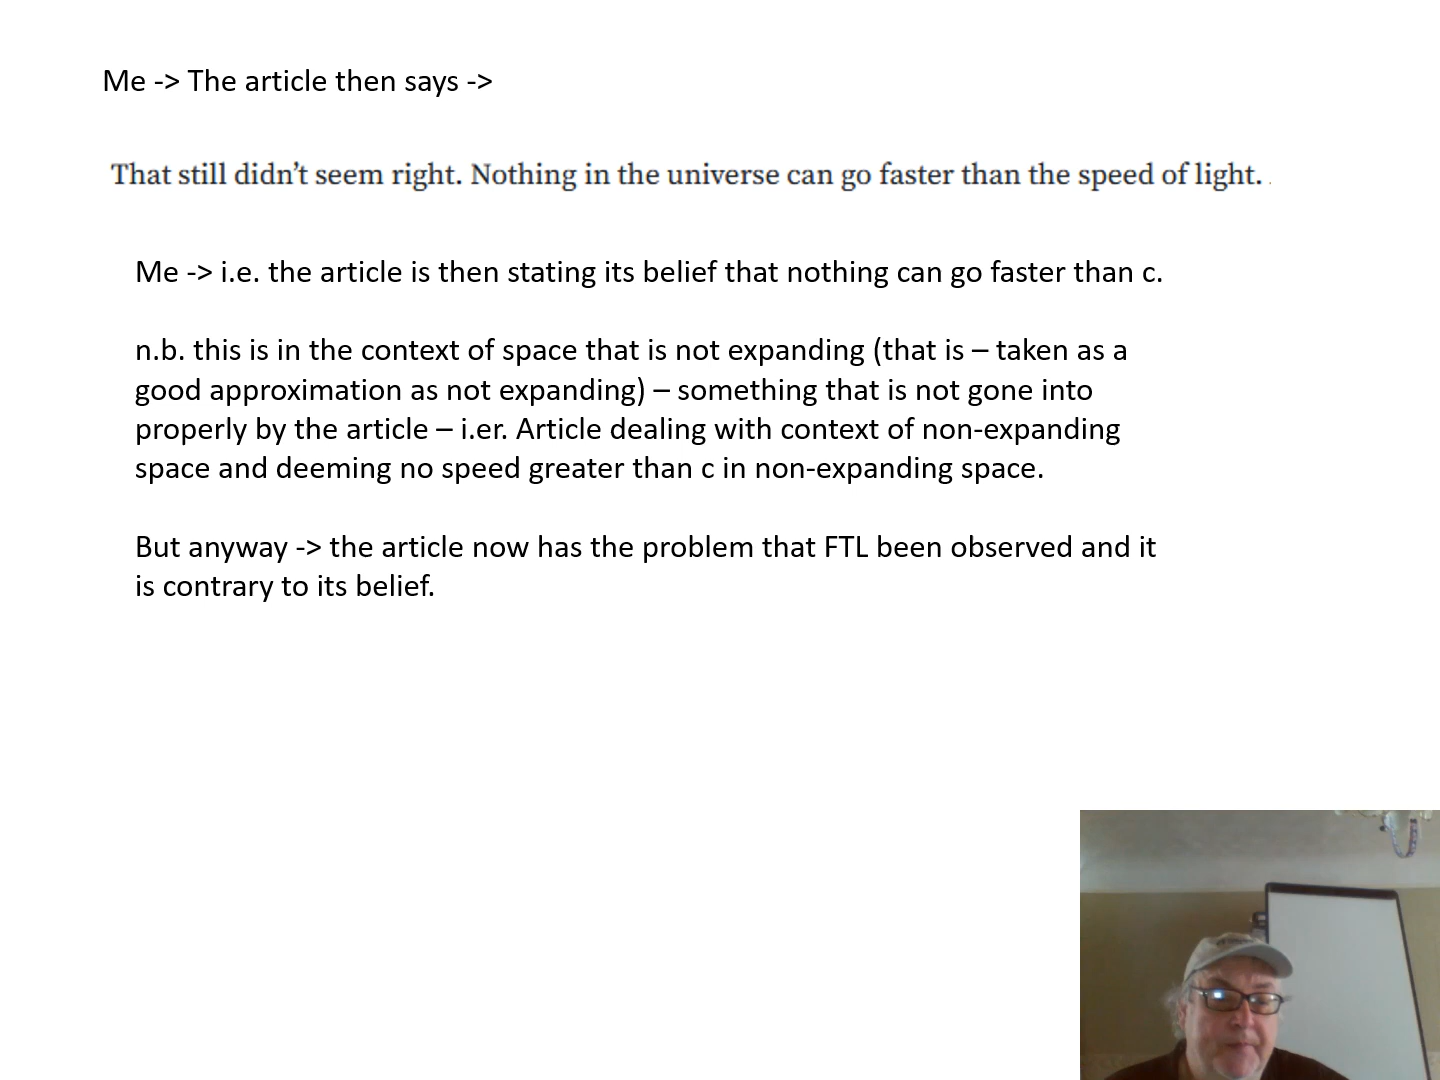 Me -> The article then says ->
That still didn’t seem right. Nothing in the universe can go faster than the speed of light.
Me -> i.e. the article is then stating its belief that nothing can go faster than c.
n.b. this is in the context of space that is not expanding (that is – taken as a
good approximation as not expanding) – something that is not gone into
properly by the article – i.er. Article dealing with context of non-expanding
space and deeming no speed greater than c in non-expanding space.
But anyway -> the article now has the problem that FTL been observed and it
is contrary to its belief.